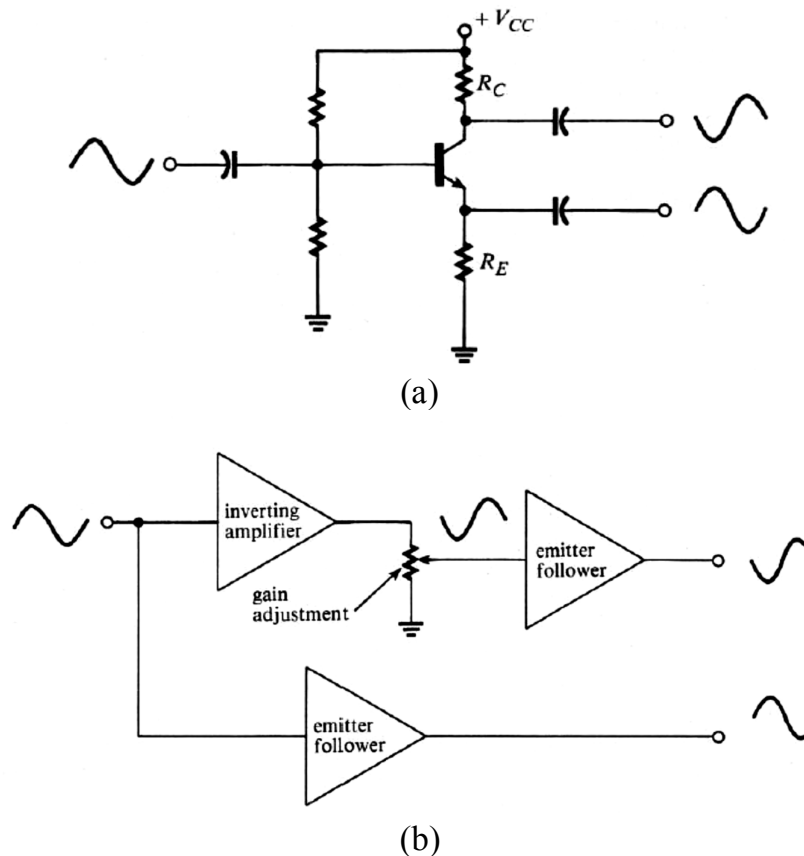 + V_CC
R_C
R_E
(a)
inverting
amplifier
gain
adjustment
emitter
follower
emitter
follower
(b)